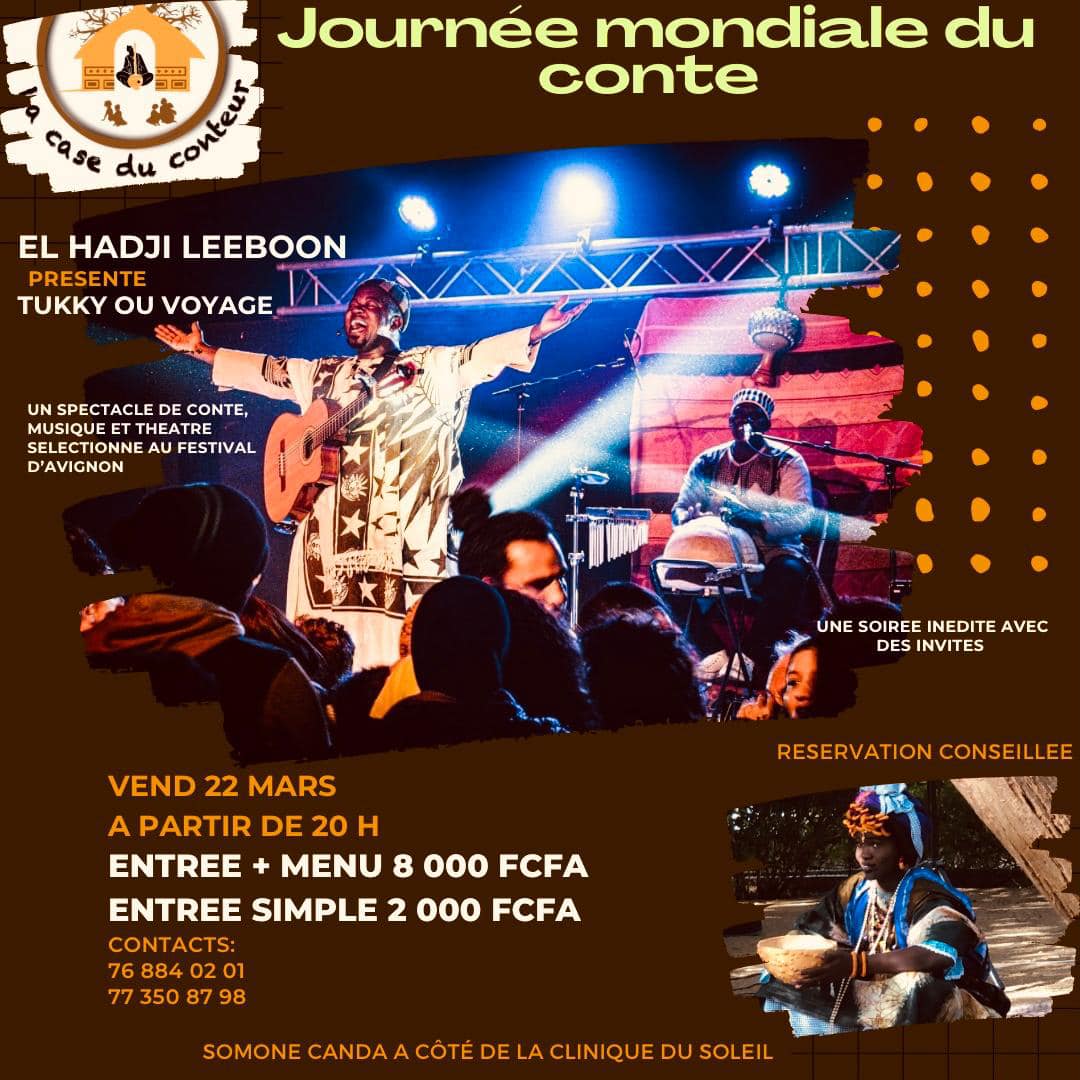 Journée mondiale du
conte
la case du conteur
EL HADJI LEEBOON
PRESENTE
TUKKY OU VOYAGE
UN SPECTACLE DE CONTE,
MUSIQUE ET THEATRE
SELECTIONNE AU FESTIVAL
D’AVIGNON
UNE SOIREE INEDITE AVEC
DES INVITES
RESERVATION CONSEILLEE
VEND 22 MARS
A PARTIR DE 20 H
ENTREE + MENU 8 000 FCFA
ENTREE SIMPLE 2 000 FCFA
CONTACTS:
76 884 02 01
77 350 87 98
SOMONE CANDA A CÔTÉ DE LA CLINIQUE DU SOLEIL